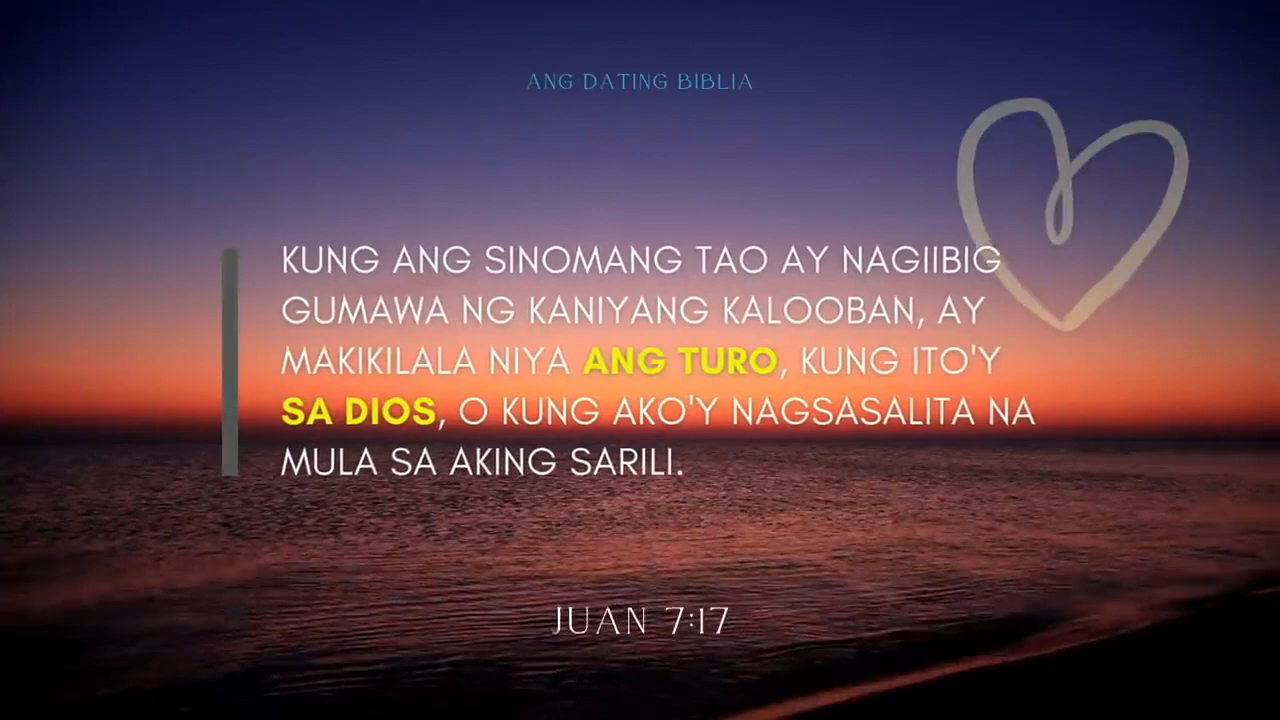 ANG DATING BIBLIA
KUNG ANG SINOMANG TAO AY NAGIIBIG
GUMAWA NG KANIYANG KALOOBAN, AY
MAKIKILALA NIYA ANG TURO, KUNG ITO'Y
SA DIOS, O KUNG AKO'Y NAGSASALITA NA
MULA SA AKING SARILI.
JUAN 7:17